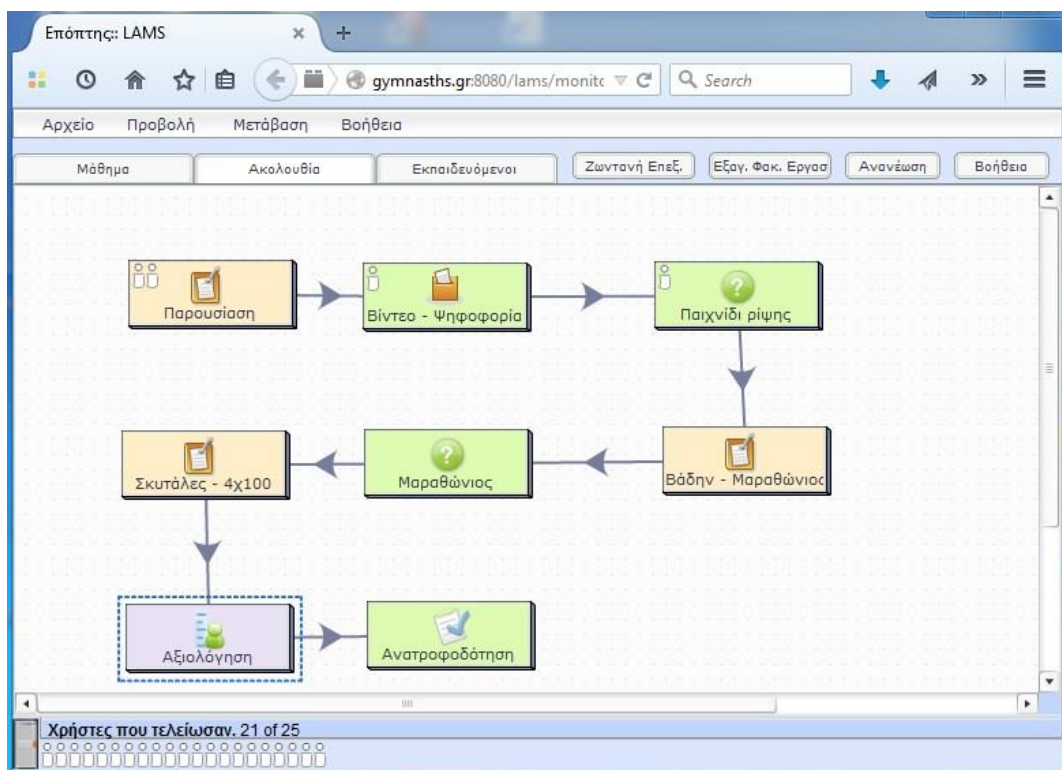 Επόπτης:: LAMS
gymnasths.gr:8080/lams/monitc
Search
Αρχείο Προβολή Μετάβαση Βοήθεια
Μάθημα Ακολουθία Εκπαιδευόμενοι Ζωντανή Επεξ. Εξαγ. Φακ. Εργασ Ανανέωση Βοήθεια
Παρουσίαση Βίντεο - Ψηφοφορία Παιχνίδι ρίψης
Σκυτάλες - 4χ100 Μαραθώνιος Βάδην - Μαραθώνιος
Αξιολόγηση Ανατροφοδότηση
Χρήστες που τελείωσαν. 21 of 25